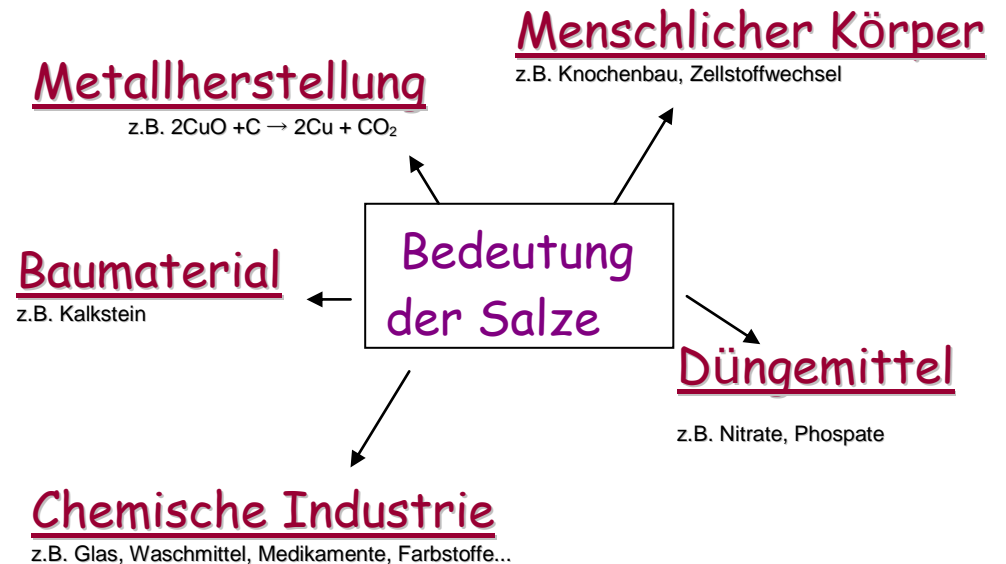 Menschlicher Körper
z.B. Knochenbau, Zellstoffwechsel
Metallherstellung
z.B. 2CuO +C → 2Cu + CO₂
Bedeutung
der Salze
Baumaterial
z.B. Kalkstein
Düngemittel
z.B. Nitrate, Phospate
Chemische Industrie
z.B. Glas, Waschmittel, Medikamente, Farbstoffe...